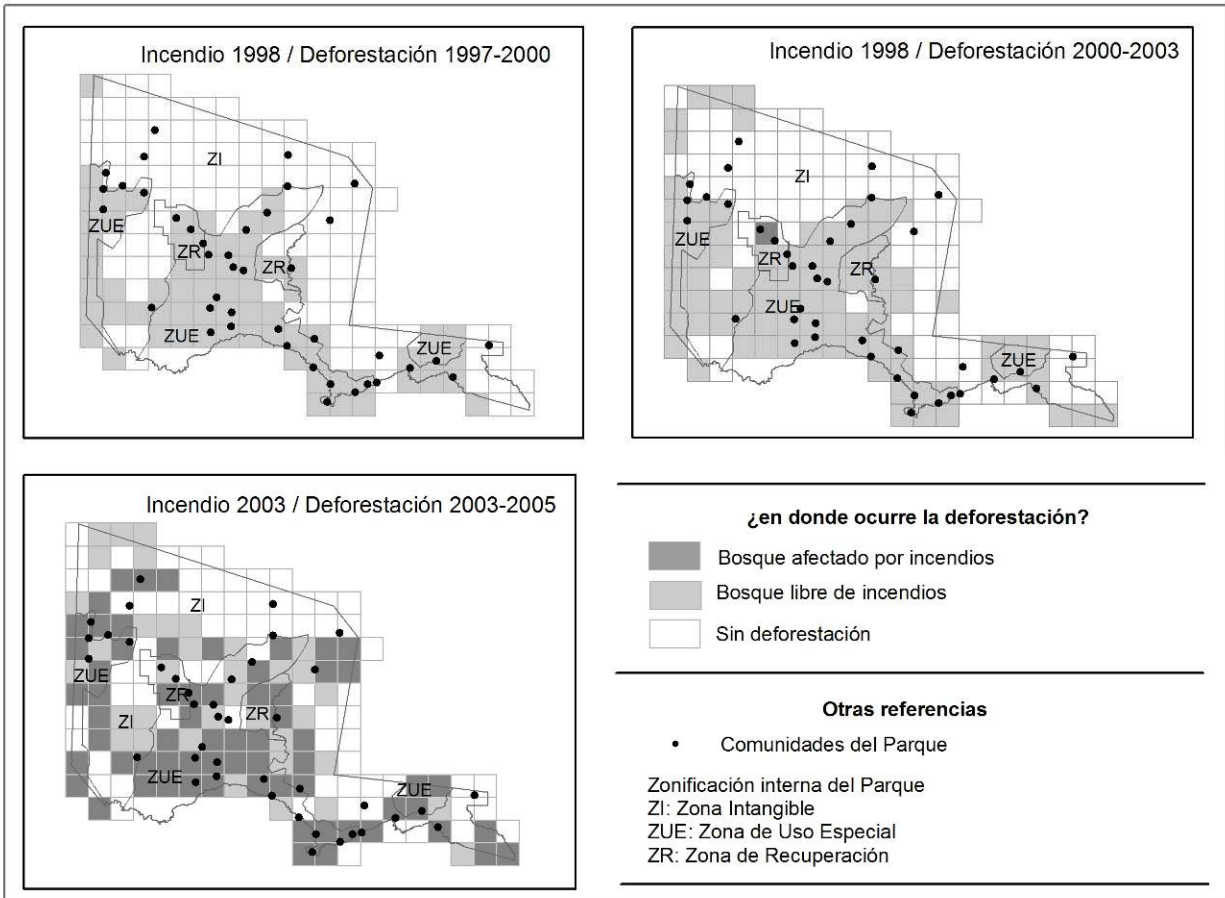 Incendio 1998 / Deforestación 1997-2000
ZI
ZUE
ZR
ZR
ZUE
ZUE
Incendio 1998 / Deforestación 2000-2003
ZI
ZUE
ZR
ZR
ZUE
ZUE
Incendio 2003 / Deforestación 2003-2005
ZI
ZUE
ZR
ZR
ZI
ZUE
ZUE
¿en donde ocurre la deforestación?
Bosque afectado por incendios
Bosque libre de incendios
Sin deforestación
Otras referencias
Comunidades del Parque
Zonificación interna del Parque
ZI: Zona Intangible
ZUE: Zona de Uso Especial
ZR: Zona de Recuperación